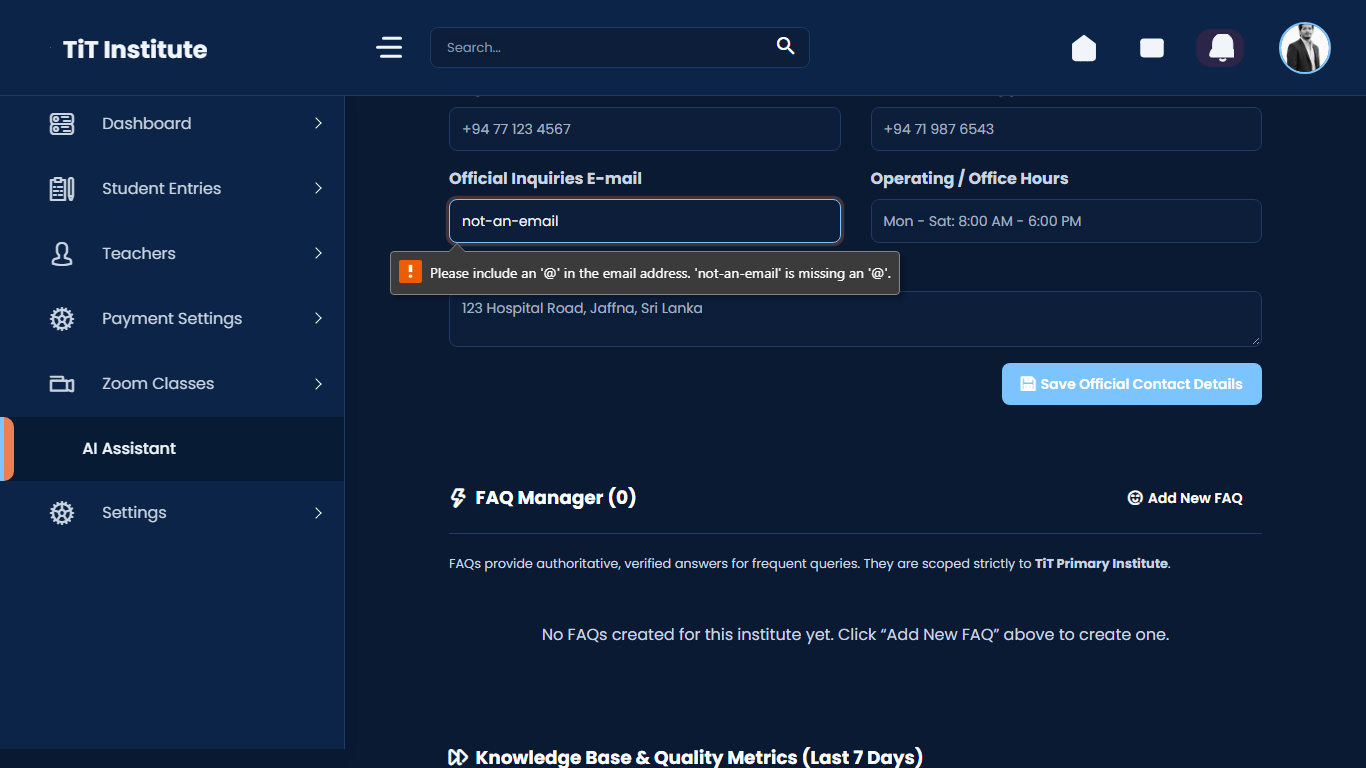 TiT Institute
Search...
Dashboard
Student Entries
Teachers
Payment Settings
Zoom Classes
AI Assistant
Settings
+94 77 123 4567
+94 71 987 6543
Official Inquiries E-mail
Operating / Office Hours
not-an-email
Mon - Sat: 8:00 AM - 6:00 PM
Please include an '@' in the email address. 'not-an-email' is missing an '@'.
123 Hospital Road, Jaffna, Sri Lanka
Save Official Contact Details
FAQ Manager (0)
Add New FAQ
FAQs provide authoritative, verified answers for frequent queries. They are scoped strictly to TiT Primary Institute.
No FAQs created for this institute yet. Click “Add New FAQ” above to create one.
Knowledge Base & Quality Metrics (Last 7 Days)